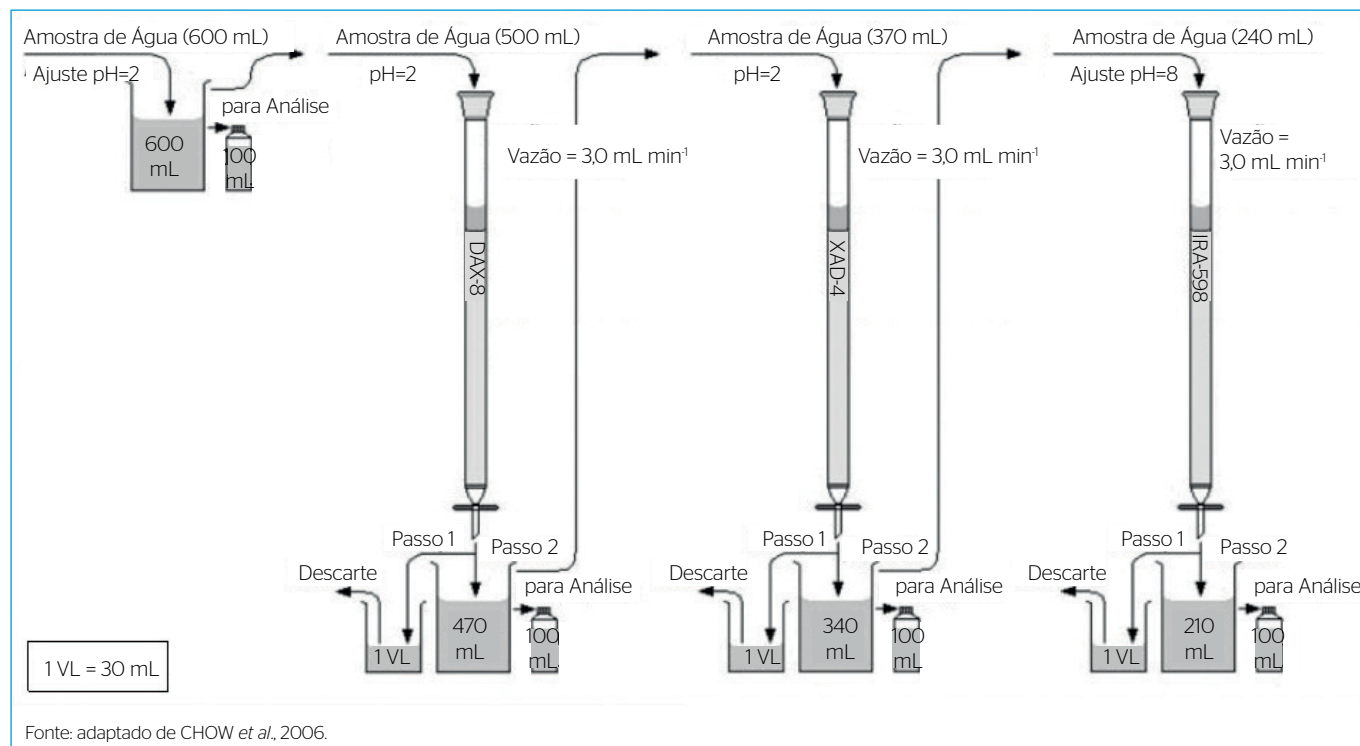 Amostra de Água (600 mL)
Ajuste pH=2
para Análise
600
mL
100
mL
Amostra de Água (500 mL)
pH=2
Vazão = 3,0 mL min-1
DAX-8
Passo 1
Passo 2
Descarte
para Análise
1 VL
470
mL
100
mL
Amostra de Água (370 mL)
pH=2
Vazão = 3,0 mL min-1
XAD-4
Passo 1
Passo 2
Descarte
para Análise
1 VL
340
mL
100
mL
Amostra de Água (240 mL)
Ajuste pH=8
Vazão =
3,0 mL min-1
IRA-598
Passo 1
Passo 2
Descarte
para Análise
1 VL
210
mL
100
mL
1 VL = 30 mL
Fonte: adaptado de CHOW et al., 2006.